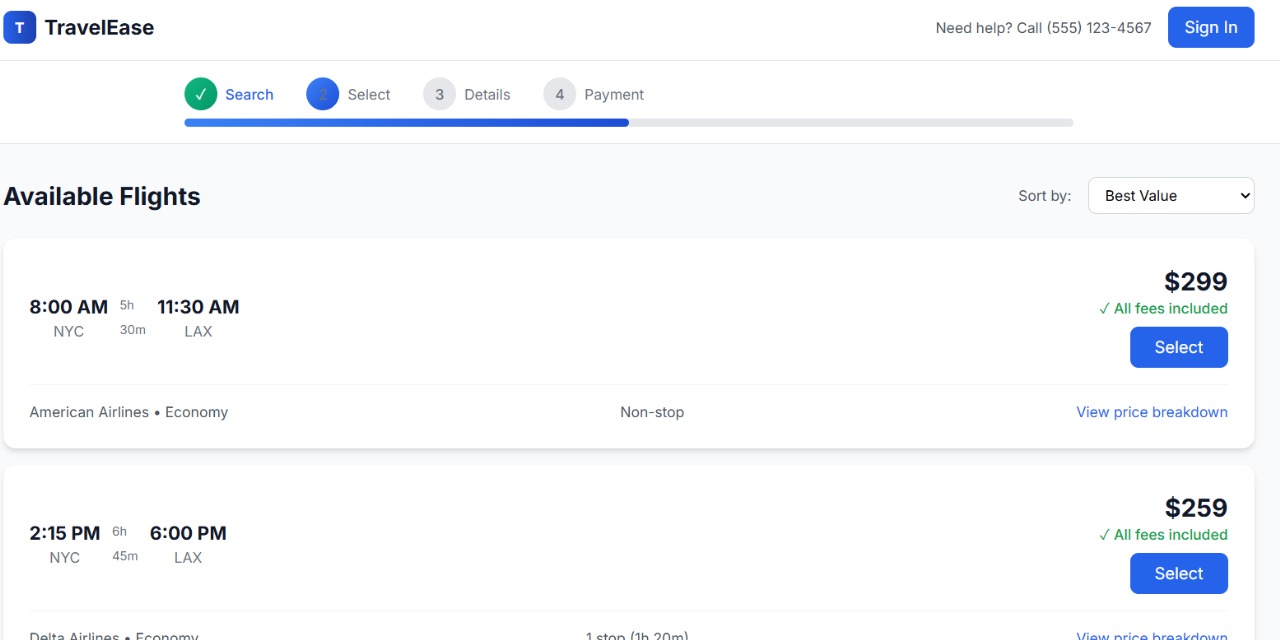 T TravelEase
Need help? Call (555) 123-4567
Sign In
✓ Search
2 Select
3 Details
4 Payment
Available Flights
Sort by: Best Value
8:00 AM 5h 30m 11:30 AM
NYC LAX
$299
✓ All fees included
Select
American Airlines • Economy
Non-stop
View price breakdown
2:15 PM 6h 45m 6:00 PM
NYC LAX
$259
✓ All fees included
Select
Delta Airlines • Economy
1 stop (1h 20m)
View price breakdown